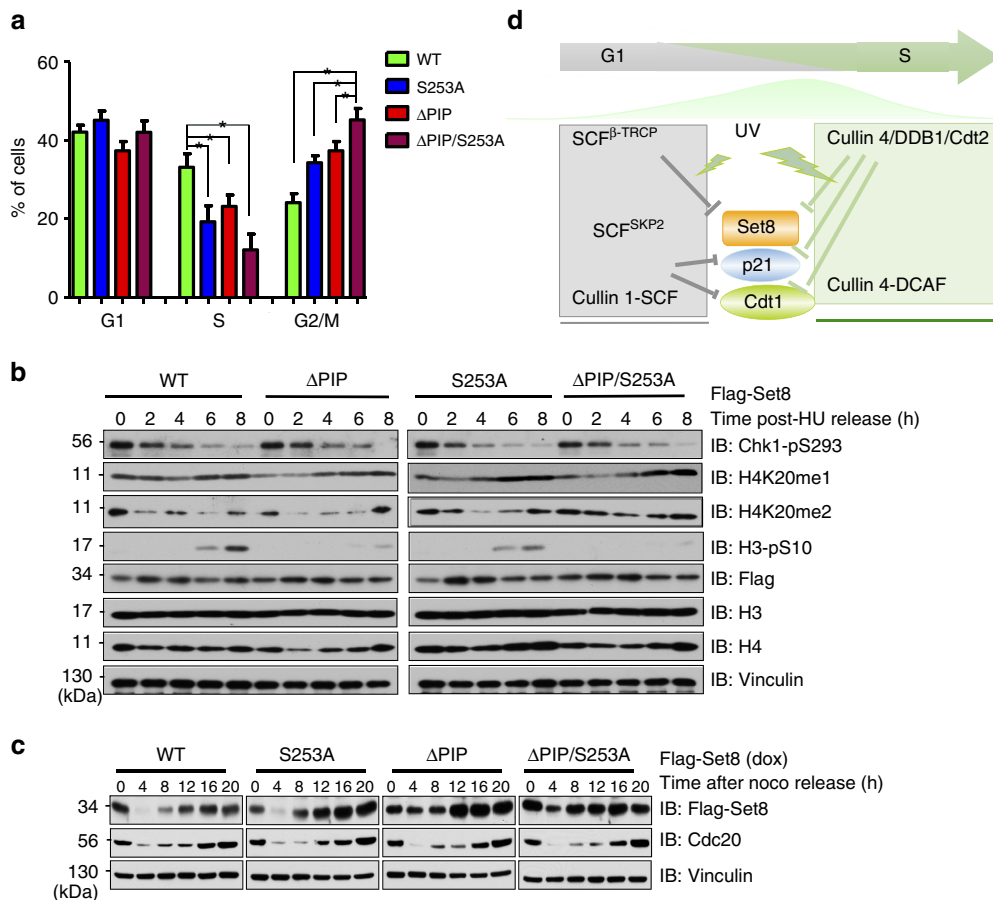 a
% of cells
60
40
20
0
G1 S G2/M
* * * * * *
WT
S253A
ΔPIP
ΔPIP/S253A
d
G1 S
UV
SCFβ-TRCP
Cullin 4/DDB1/Cdt2
Set8
SCFSKP2
p21
Cdt1
Cullin 1-SCF
Cullin 4-DCAF
b
WT ΔPIP S253A ΔPIP/S253A
Flag-Set8
0 2 4 6 8 0 2 4 6 8 0 2 4 6 8 0 2 4 6 8
Time post-HU release (h)
56 IB: Chk1-pS293
11 IB: H4K20me1
11 IB: H4K20me2
17 IB: H3-pS10
34 IB: Flag
17 IB: H3
11 IB: H4
130 IB: Vinculin
(kDa)
c
WT S253A ΔPIP ΔPIP/S253A
Flag-Set8 (dox)
0 4 8 12 16 20 0 4 8 12 16 20 0 4 8 12 16 20 0 4 8 12 16 20
Time after noco release (h)
34 IB: Flag-Set8
56 IB: Cdc20
130 IB: Vinculin
(kDa)